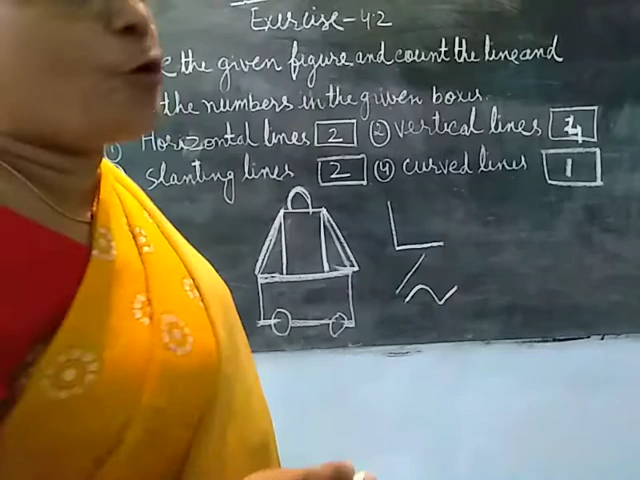 Exercise-4.2
the given figure and count the line and
the numbers in the given boxes.
① Horizontal lines 2 ② vertical lines 4
slanting lines 2 ④ curved lines 1